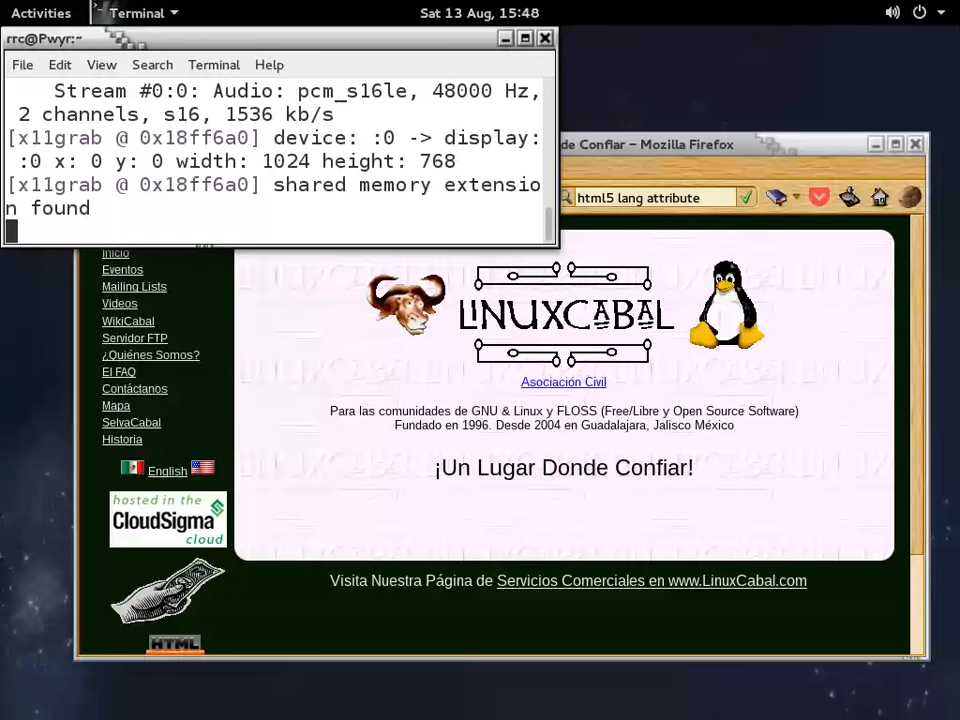 Activities
Terminal
Sat 13 Aug, 15:48
rrc@Pwyr:~
File Edit View Search Terminal Help
Stream #0:0: Audio: pcm_s16le, 48000 Hz,
2 channels, s16, 1536 kb/s
[x11grab @ 0x18ff6a0] device: :0 -> display:
:0 x: 0 y: 0 width: 1024 height: 768
[x11grab @ 0x18ff6a0] shared memory extensio
n found
de Confiar – Mozilla Firefox
html5 lang attribute
Inicio
Eventos
Mailing Lists
Videos
WikiCabal
Servidor FTP
¿Quiénes Somos?
El FAQ
Contáctanos
Mapa
SelvaCabal
Historia
English
hosted in the
CloudSigma
cloud
HTML
LINUXCABAL
Asociación Civil
Para las comunidades de GNU & Linux y FLOSS (Free/Libre y Open Source Software)
Fundado en 1996. Desde 2004 en Guadalajara, Jalisco México
¡Un Lugar Donde Confiar!
Visita Nuestra Página de Servicios Comerciales en www.LinuxCabal.com